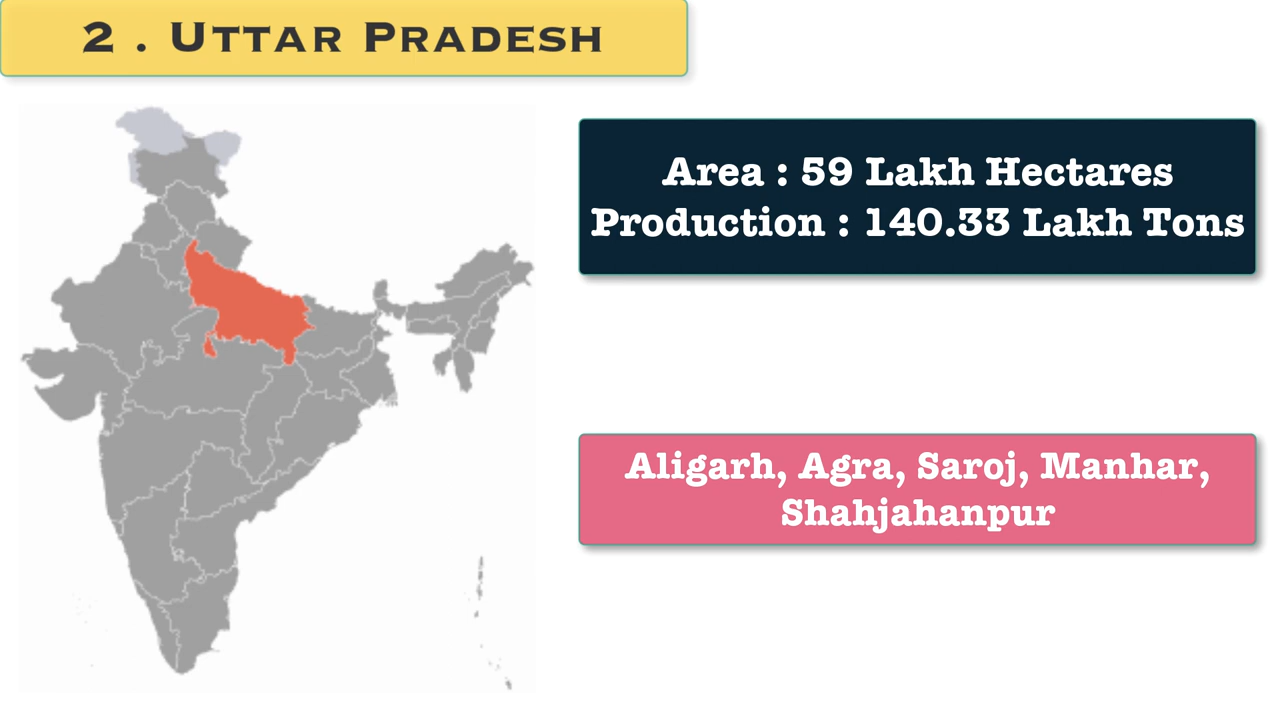 2 . Uttar Pradesh
Area : 59 Lakh Hectares
Production : 140.33 Lakh Tons
Aligarh, Agra, Saroj, Manhar,
Shahjahanpur